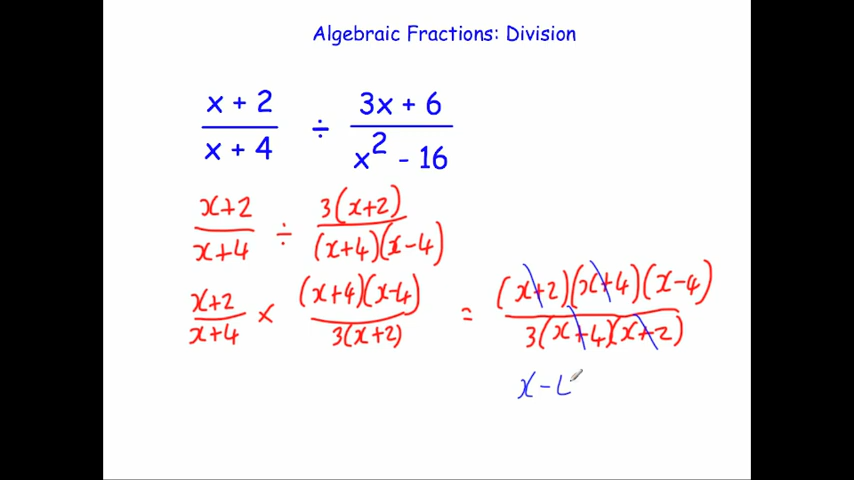 Algebraic Fractions: Division
x + 2 / x + 4 ÷ 3x + 6 / x² - 16
x+2 / x+4 ÷ 3(x+2) / (x+4)(x-4)
x+2 / x+4 × (x+4)(x-4) / 3(x+2) = (x+2)(x+4)(x-4) / 3(x+4)(x+2)
x-